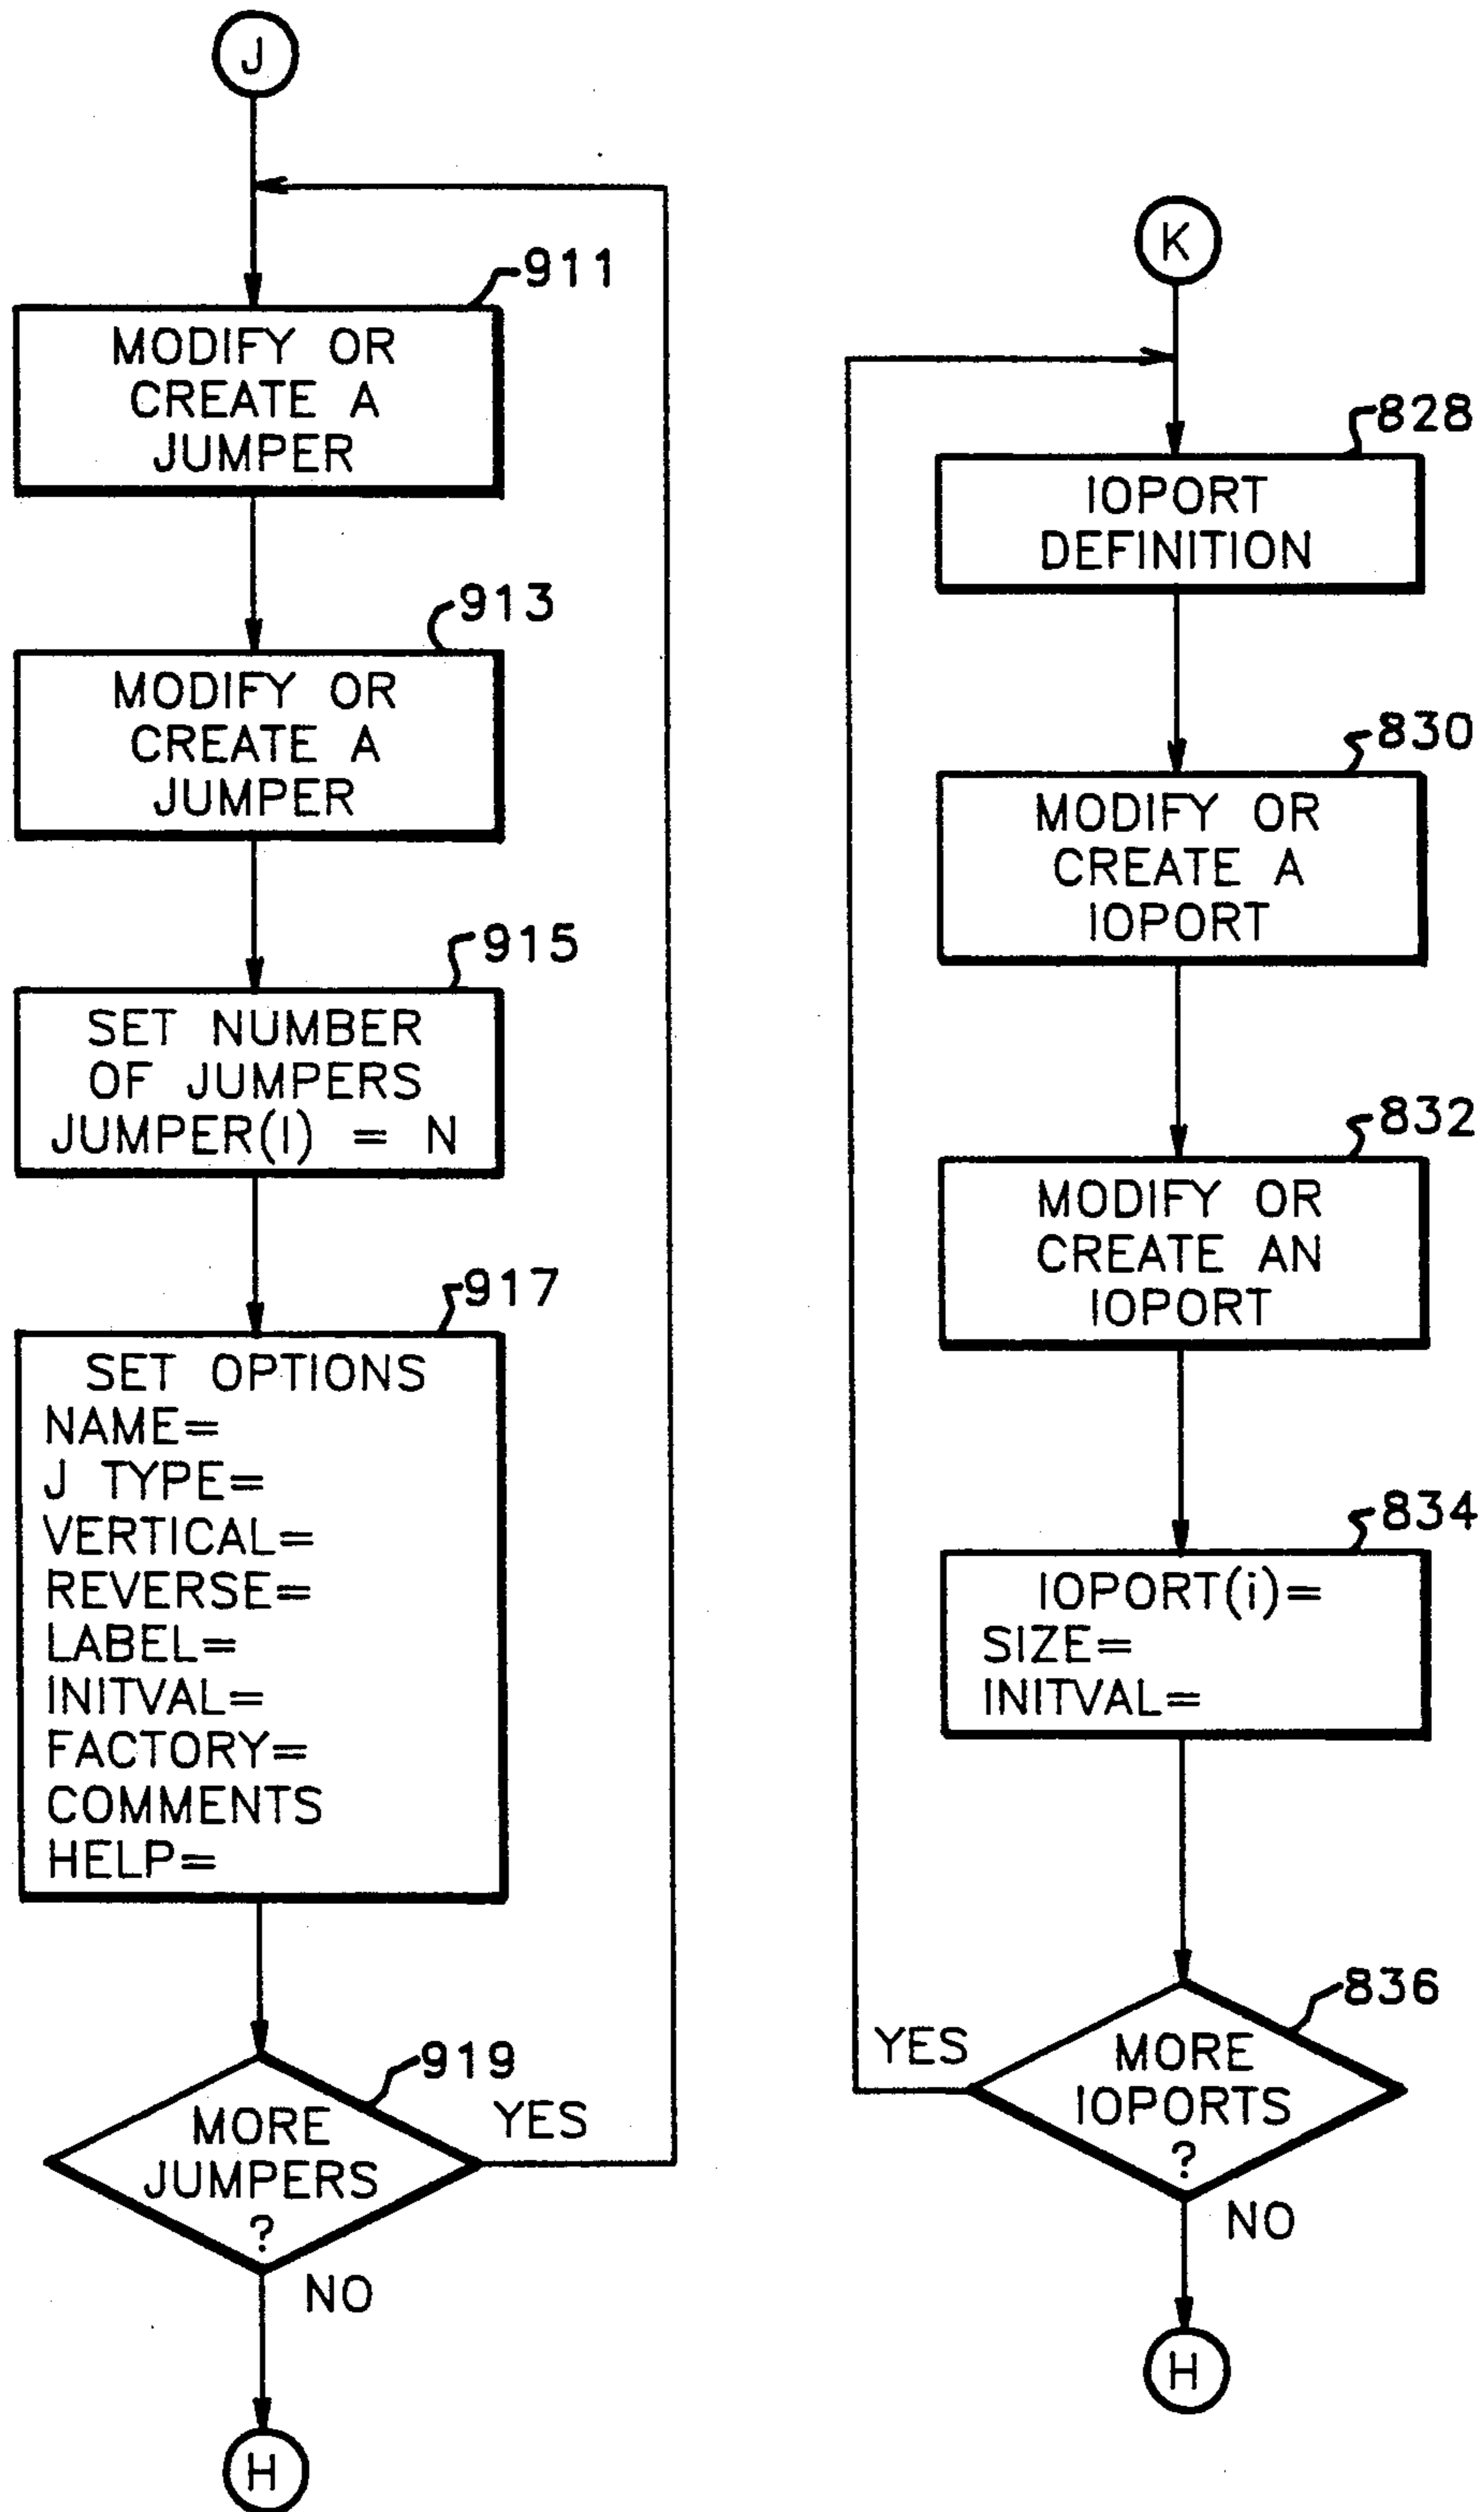 J
911
MODIFY OR
CREATE A
JUMPER
913
MODIFY OR
CREATE A
JUMPER
915
SET NUMBER
OF JUMPERS
JUMPER(I) = N
917
SET OPTIONS
NAME=
J TYPE=
VERTICAL=
REVERSE=
LABEL=
INITVAL=
FACTORY=
COMMENTS
HELP=
919
MORE
JUMPERS
?
YES
NO
H
K
828
IOPORT
DEFINITION
830
MODIFY OR
CREATE A
IOPORT
832
MODIFY OR
CREATE AN
IOPORT
834
IOPORT(i)=
SIZE=
INITVAL=
836
MORE
IOPORTS
?
YES
NO
H